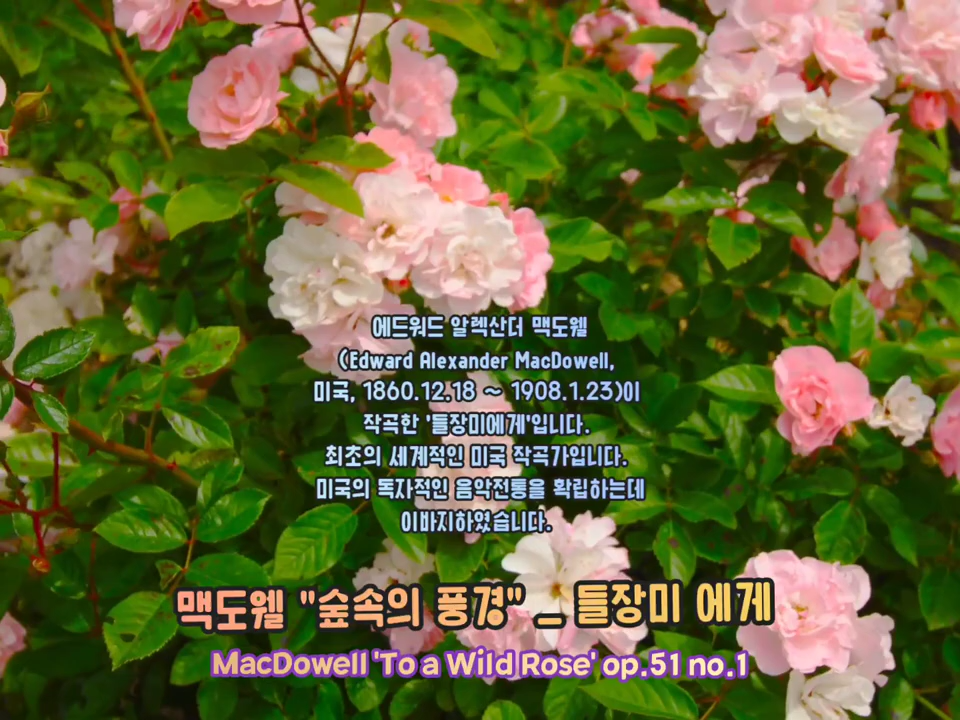 에드워드 알렉산더 맥도웰
(Edward Alexander MacDowell,
미국, 1860.12.18 ~ 1908.1.23)이
작곡한 '들장미에게'입니다.
최초의 세계적인 미국 작곡가입니다.
미국의 독자적인 음악전통을 확립하는데
이바지하였습니다.
맥도웰 "숲속의 풍경" _ 들장미 에게
MacDowell 'To a Wild Rose' op.51 no.1